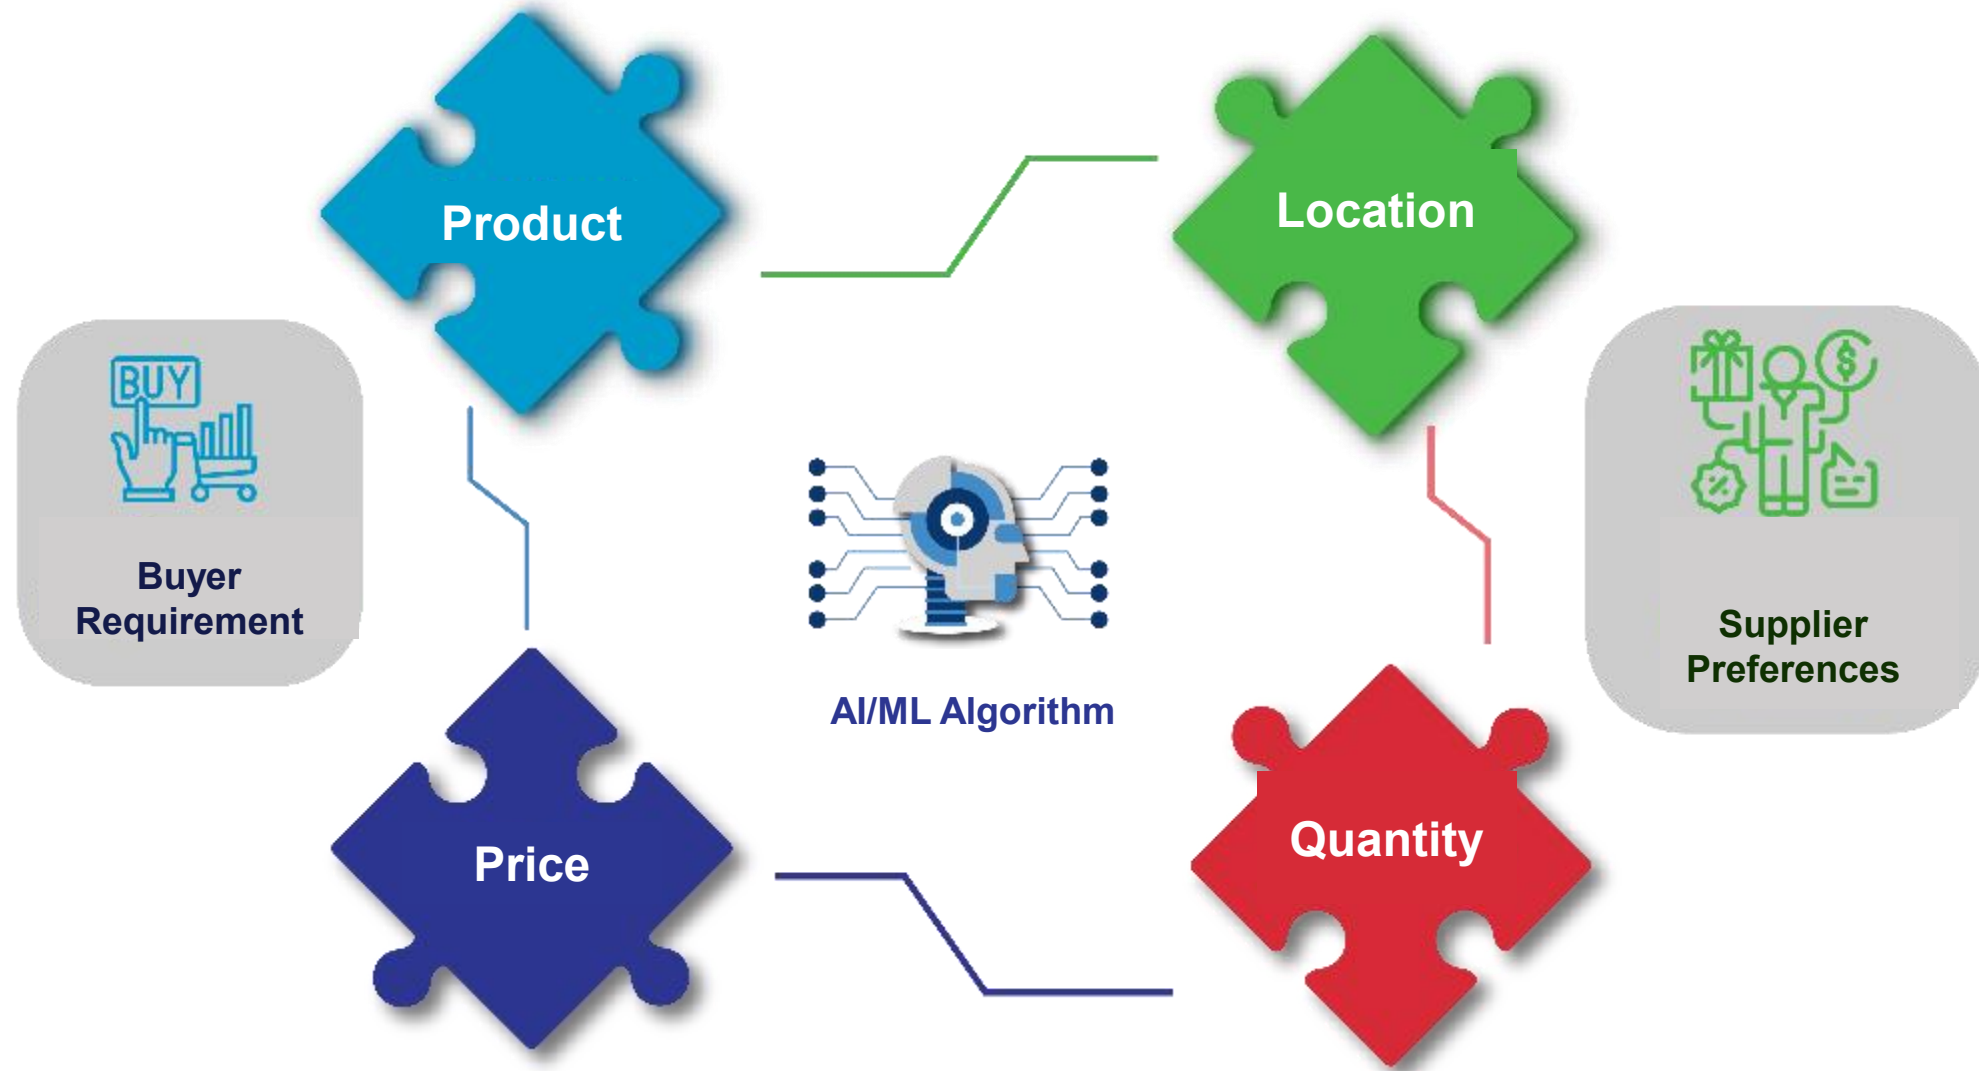 Product
Location
BUY
$
Buyer
Requirement
%
Supplier
Preferences
AI/ML Algorithm
Price
Quantity